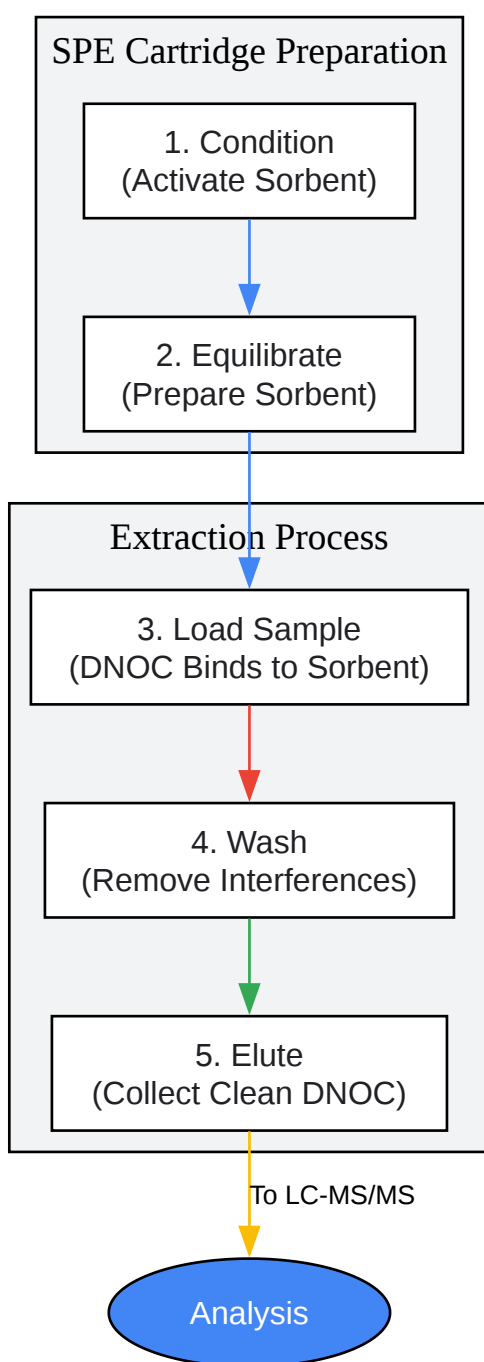 SPE Cartridge Preparation
1. Condition
(Activate Sorbent)
2. Equilibrate
(Prepare Sorbent)
Extraction Process
3. Load Sample
(DNOC Binds to Sorbent)
4. Wash
(Remove Interferences)
5. Elute
(Collect Clean DNOC)
To LC-MS/MS
Analysis